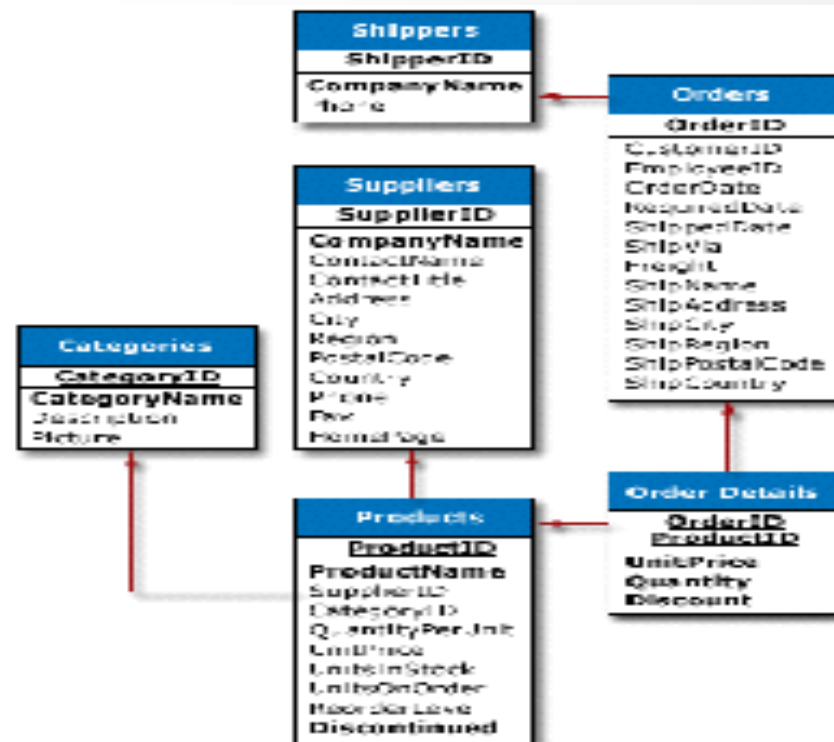 Shippers
ShipperID
CompanyName
Phone
Orders
OrderID
CustomerID
EmployeeID
OrderDate
RequiredDate
ShippedDate
ShipVia
Freight
ShipName
ShipAddress
ShipCity
ShipRegion
ShipPostalCode
ShipCountry
Suppliers
SupplierID
CompanyName
ContactName
ContactTitle
Address
City
Region
PostalCode
Country
Phone
Fax
HomePage
Categories
CategoryID
CategoryName
Description
Picture
Products
ProductID
ProductName
SupplierID
CategoryID
QuantityPerUnit
UnitPrice
UnitsInStock
UnitsOnOrder
ReorderLevel
Discontinued
Order Details
OrderID
ProductID
UnitPrice
Quantity
Discount